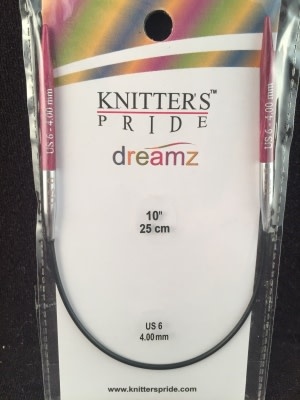 KNITTER'S™
PRIDE
dreamz
US 6 - 4.00 mm
US 6 - 4.00 mm
10"
25 cm
US 6
4.00mm
www.knitterspride.com